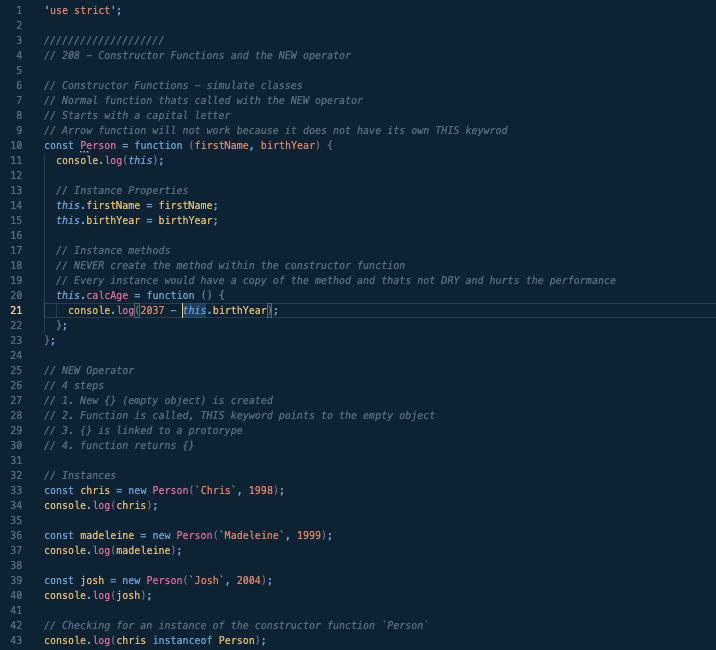 1 'use strict';
2
3 ////////////////////
4 // 208 – Constructor Functions and the NEW operator
5
6 // Constructor Functions – simulate classes
7 // Normal function thats called with the NEW operator
8 // Starts with a capital letter
9 // Arrow function will not work because it does not have its own THIS keywrod
10 const Person = function (firstName, birthYear) {
11 console.log(this);
12
13 // Instance Properties
14 this.firstName = firstName;
15 this.birthYear = birthYear;
16
17 // Instance methods
18 // NEVER create the method within the constructor function
19 // Every instance would have a copy of the method and thats not DRY and hurts the performance
20 this.calcAge = function () {
21 console.log(2037 - this.birthYear);
22 };
23 };
24
25 // NEW Operator
26 // 4 steps
27 // 1. New {} (empty object) is created
28 // 2. Function is called, THIS keyword points to the empty object
29 // 3. {} is linked to a protorype
30 // 4. function returns {}
31
32 // Instances
33 const chris = new Person(`Chris`, 1998);
34 console.log(chris);
35
36 const madeleine = new Person(`Madeleine`, 1999);
37 console.log(madeleine);
38
39 const josh = new Person(`Josh`, 2004);
40 console.log(josh);
41
42 // Checking for an instance of the constructor function `Person`
43 console.log(chris instanceof Person);